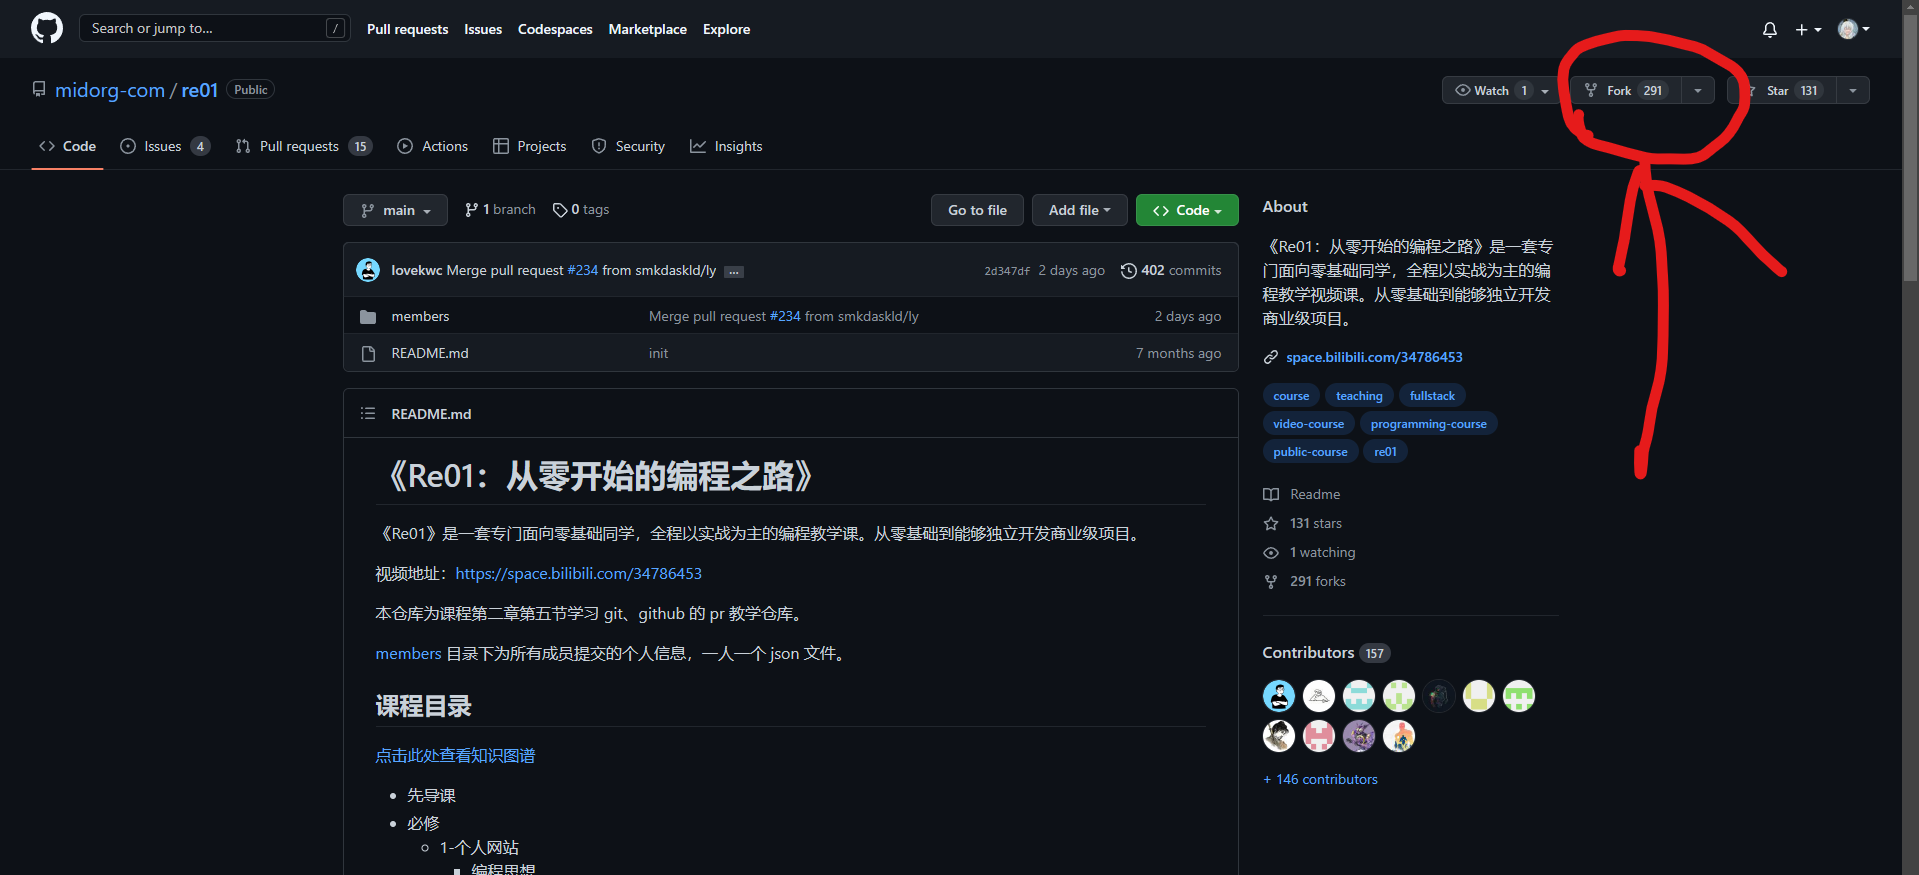 Search or jump to... /
Pull requests Issues Codespaces Marketplace Explore
midorg-com / re01 Public
Watch 1 Fork 291 Star 131
Code Issues 4 Pull requests 15 Actions Projects Security Insights
main 1 branch 0 tags Go to file Add file Code
lovekwc Merge pull request #234 from smkdaskld/ly ... 2d347df 2 days ago 402 commits
members Merge pull request #234 from smkdaskld/ly 2 days ago
README.md init 7 months ago
README.md
《Re01：从零开始的编程之路》
《Re01》是一套专门面向零基础同学，全程以实战为主的编程教学课。从零基础到能够独立开发商业级项目。
视频地址：https://space.bilibili.com/34786453
本仓库为课程第二章第五节学习 git、github 的 pr 教学仓库。
members 目录下为所有成员提交的个人信息，一人一个 json 文件。
课程目录
点击此处查看知识图谱
先导课
必修
1-个人网站
编程思想
About
《Re01：从零开始的编程之路》是一套专
门面向零基础同学，全程以实战为主的编
程教学视频课。从零基础到能够独立开发
商业级项目。
space.bilibili.com/34786453
course teaching fullstack
video-course programming-course
public-course re01
Readme
131 stars
1 watching
291 forks
Contributors 157
+ 146 contributors